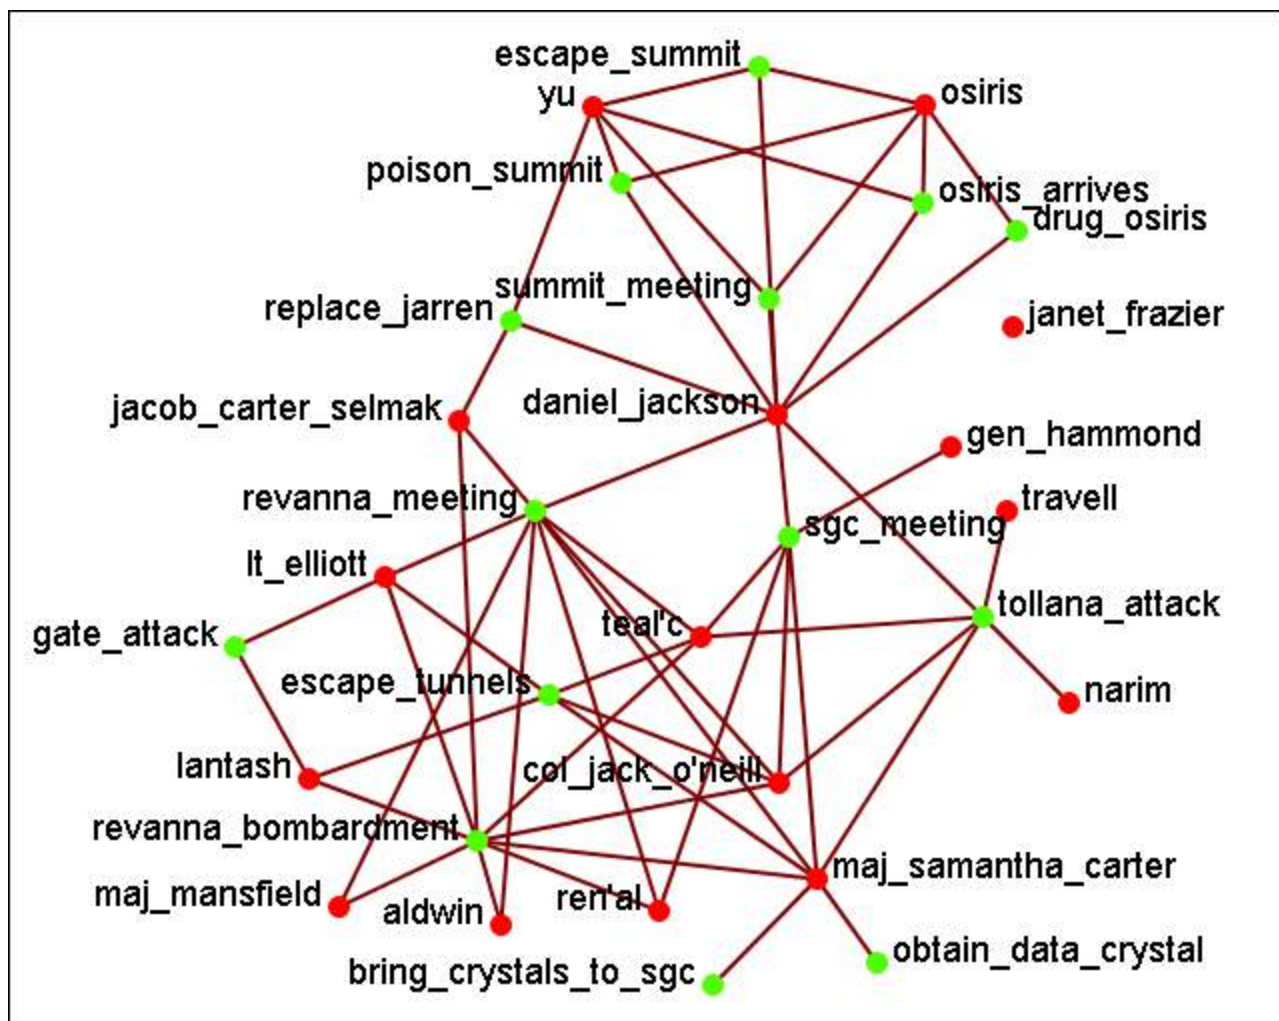 escape_summit
yu
osiris
poison_summit
osiris_arrives
drug_osiris
summit_meeting
replace_jarren
janet_frazier
daniel_jackson
jacob_carter_selmak
gen_hammond
revanna_meeting
travell
sgc_meeting
lt_elliott
tollana_attack
teal'c
gate_attack
escape_tunnels
narim
lantash
col_jack_o'neill
revanna_bombardment
maj_samantha_carter
maj_mansfield
ren'al
aldwin
obtain_data_crystal
bring_crystals_to_sgc